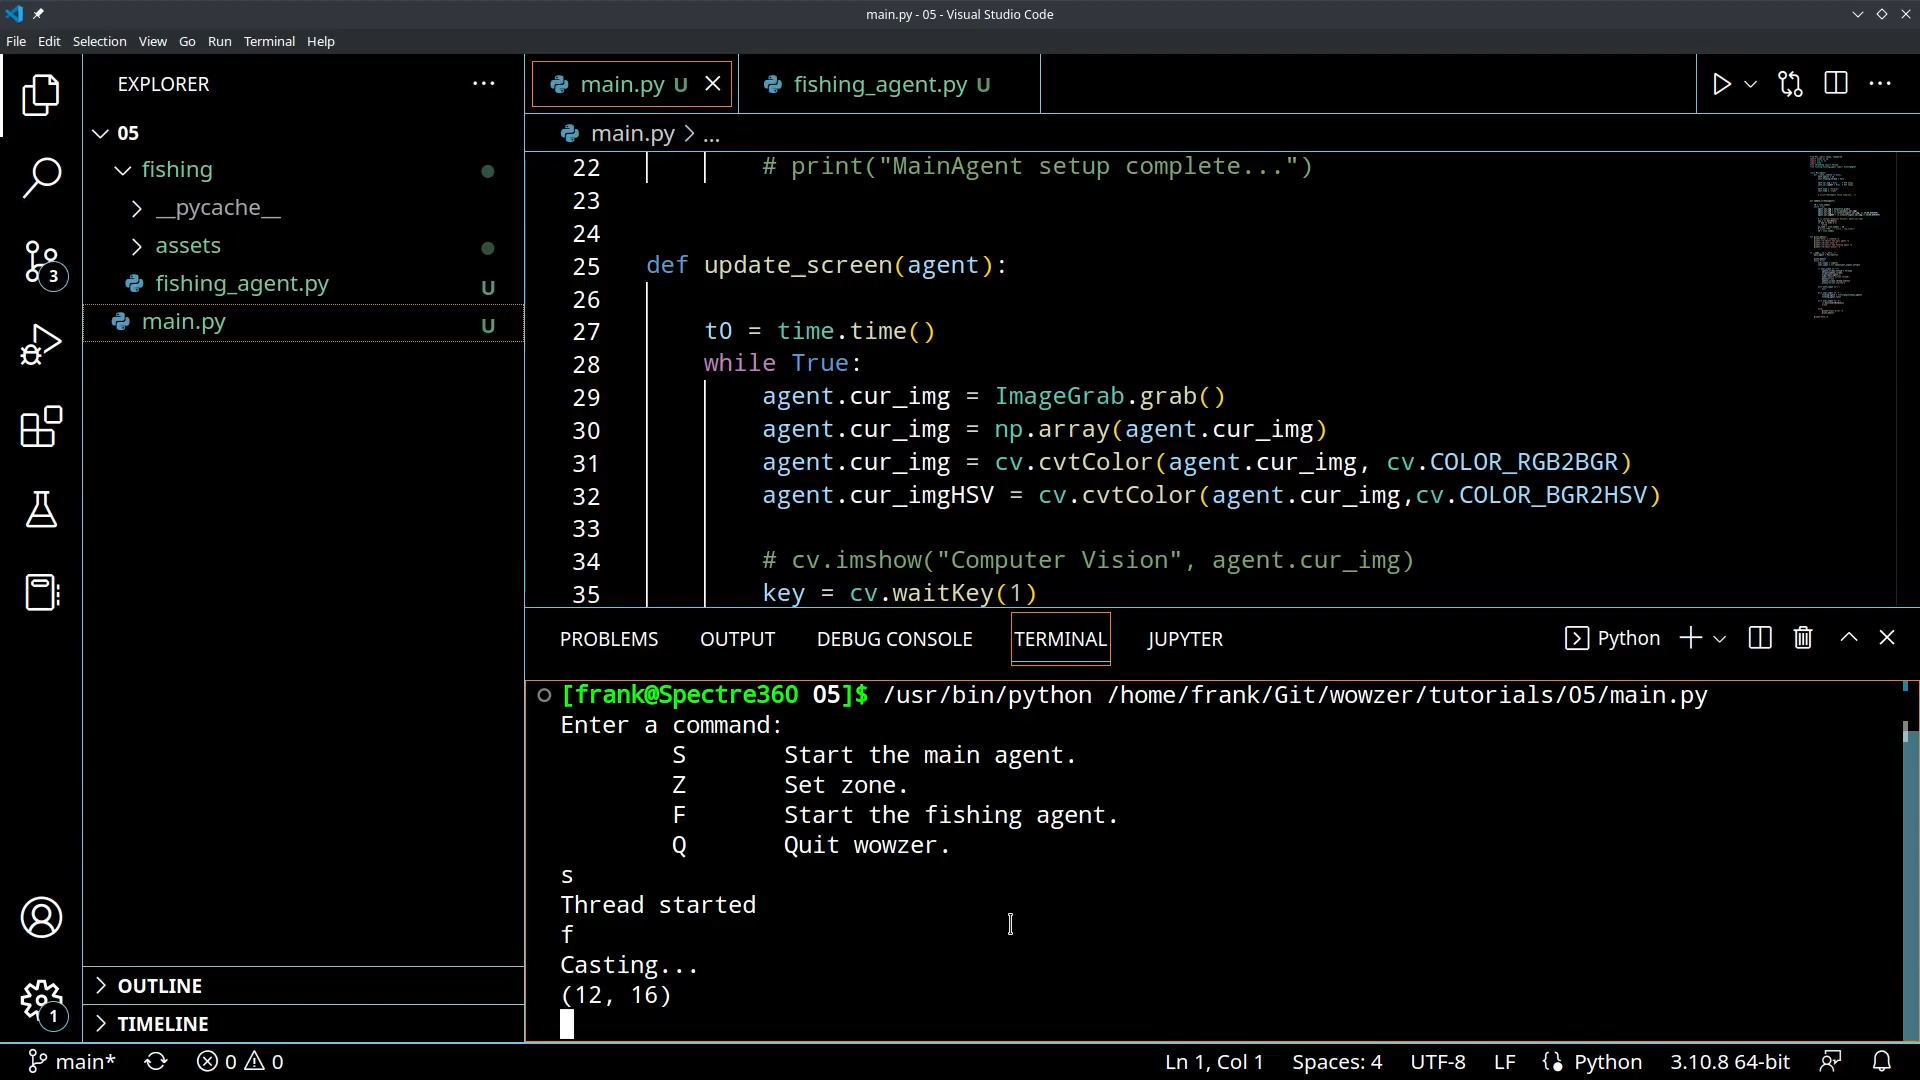 main.py - 05 - Visual Studio Code
File Edit Selection View Go Run Terminal Help
EXPLORER
05
fishing
__pycache__
assets
fishing_agent.py U
main.py U
OUTLINE
TIMELINE
3
1
main.py U
fishing_agent.py U
main.py > ...
22 # print("MainAgent setup complete...")
23
24
25 def update_screen(agent):
26
27 t0 = time.time()
28 while True:
29 agent.cur_img = ImageGrab.grab()
30 agent.cur_img = np.array(agent.cur_img)
31 agent.cur_img = cv.cvtColor(agent.cur_img, cv.COLOR_RGB2BGR)
32 agent.cur_imgHSV = cv.cvtColor(agent.cur_img,cv.COLOR_BGR2HSV)
33
34 # cv.imshow("Computer Vision", agent.cur_img)
35 key = cv.waitKey(1)
PROBLEMS OUTPUT DEBUG CONSOLE TERMINAL JUPYTER Python
[frank@Spectre360 05]$ /usr/bin/python /home/frank/Git/wowzer/tutorials/05/main.py
Enter a command:
S Start the main agent.
Z Set zone.
F Start the fishing agent.
Q Quit wowzer.
s
Thread started
f
Casting...
(12, 16)
main* 0 0 Ln 1, Col 1 Spaces: 4 UTF-8 LF Python 3.10.8 64-bit